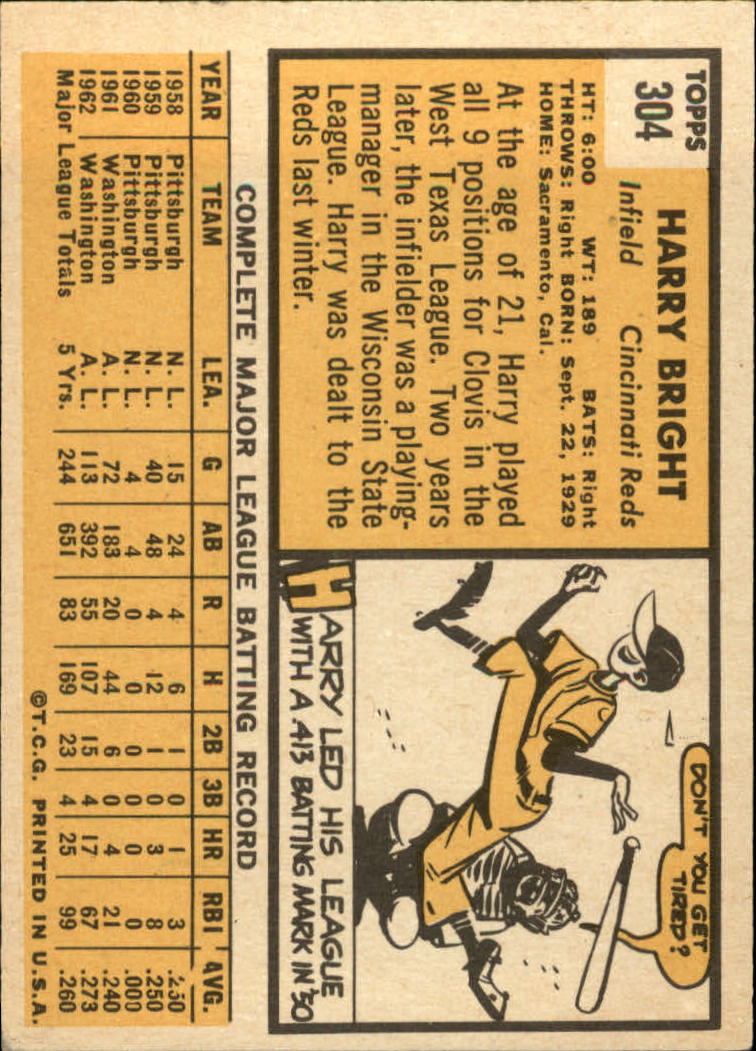 TOPPS
304
HARRY BRIGHT
Infield Cincinnati Reds
HT: 6:00 WT: 189 BATS: Right
THROWS: Right BORN: Sept. 22, 1929
HOME: Sacramento, Cal.
At the age of 21, Harry played
all 9 positions for Clovis in the
West Texas League. Two years
later, the infielder was a playing-
manager in the Wisconsin State
League. Harry was dealt to the
Reds last winter.
DON'T YOU GET
TIRED?
HARRY LED HIS LEAGUE
WITH A .413 BATTING MARK IN '50
COMPLETE MAJOR LEAGUE BATTING RECORD
YEAR TEAM LEA. G AB R H 2B 3B HR RBI AVG.
1958 Pittsburgh N. L. 15 24 4 6 1 0 1 3 .250
1959 Pittsburgh N. L. 40 48 4 12 1 0 3 8 .250
1960 Pittsburgh N. L. 4 4 0 0 0 0 0 0 .000
1961 Washington A. L. 72 183 20 44 6 0 4 21 .240
1962 Washington A. L. 113 392 55 107 15 4 17 67 .273
Major League Totals 5 Yrs. 244 651 83 169 23 4 25 99 .260
©T.C.G. PRINTED IN U.S.A.